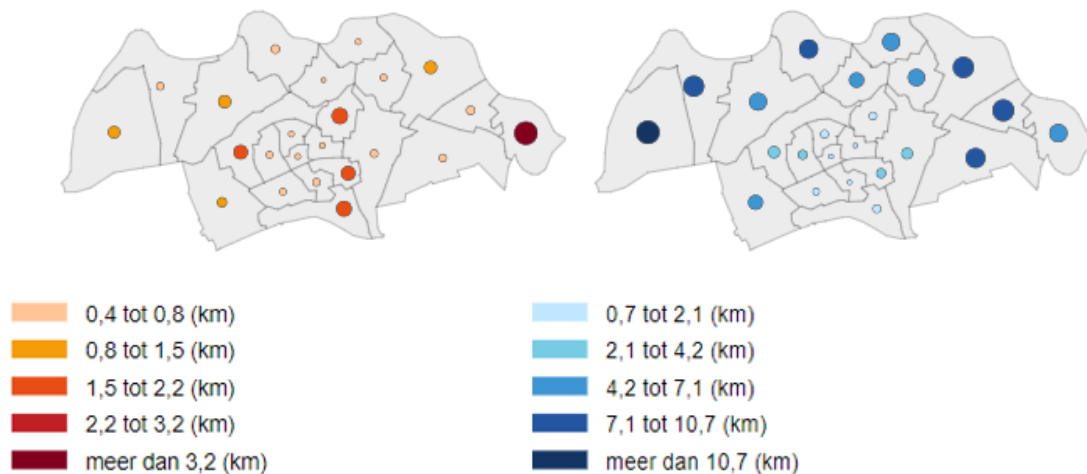 0,4 tot 0,8 (km)
0,8 tot 1,5 (km)
1,5 tot 2,2 (km)
2,2 tot 3,2 (km)
meer dan 3,2 (km)
0,7 tot 2,1 (km)
2,1 tot 4,2 (km)
4,2 tot 7,1 (km)
7,1 tot 10,7 (km)
meer dan 10,7 (km)